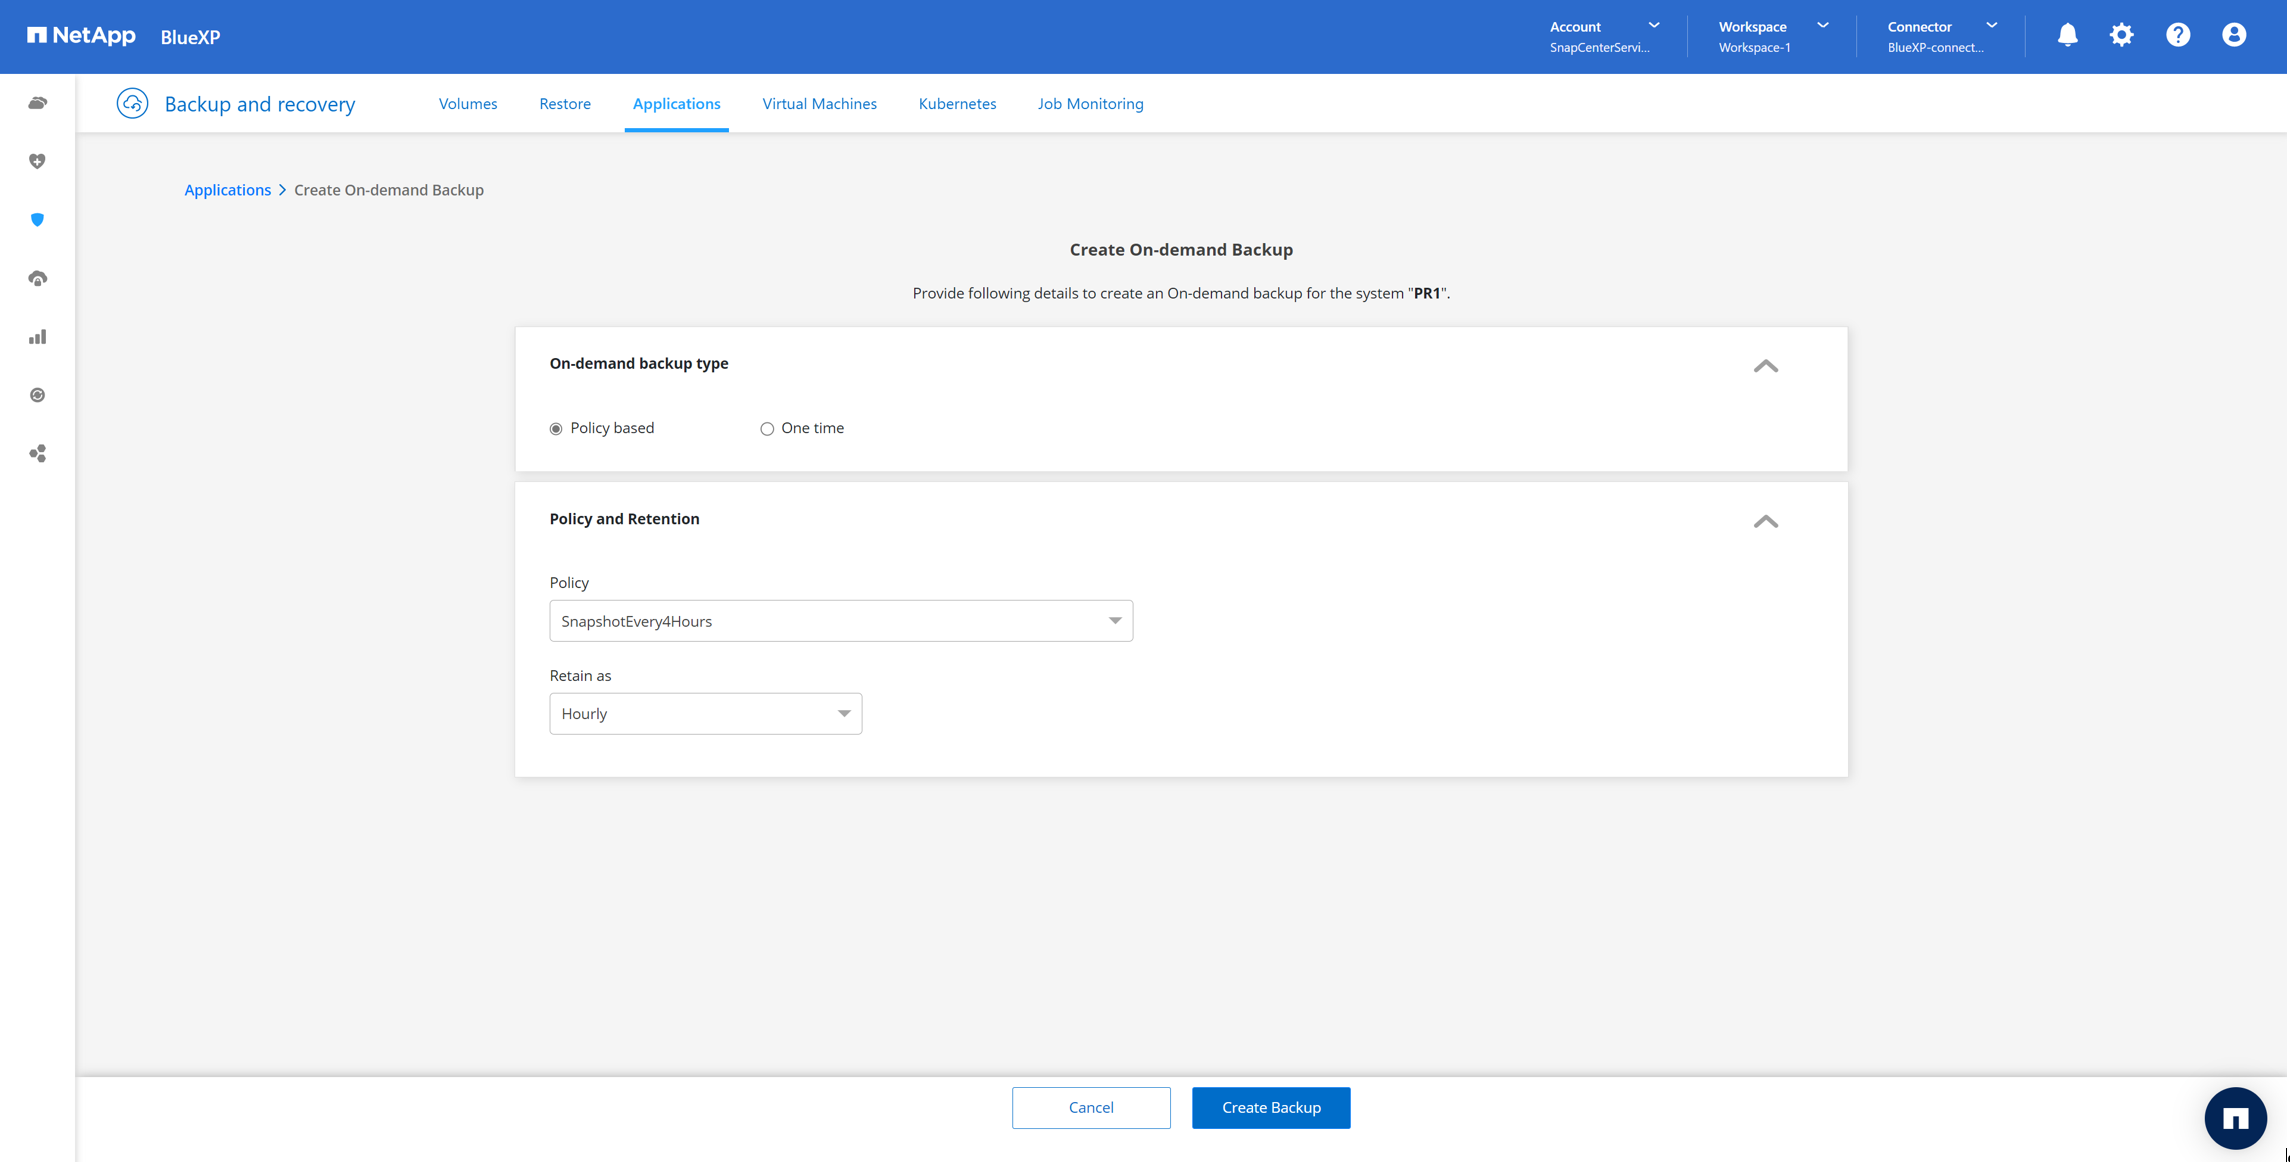 NetApp BlueXP
Account
SnapCenterServi...
Workspace
Workspace-1
Connector
BlueXP-connect...
Backup and recovery
Volumes
Restore
Applications
Virtual Machines
Kubernetes
Job Monitoring
Applications > Create On-demand Backup
Create On-demand Backup
Provide following details to create an On-demand backup for the system "PR1".
On-demand backup type
Policy based
One time
Policy and Retention
Policy
SnapshotEvery4Hours
Retain as
Hourly
Cancel
Create Backup